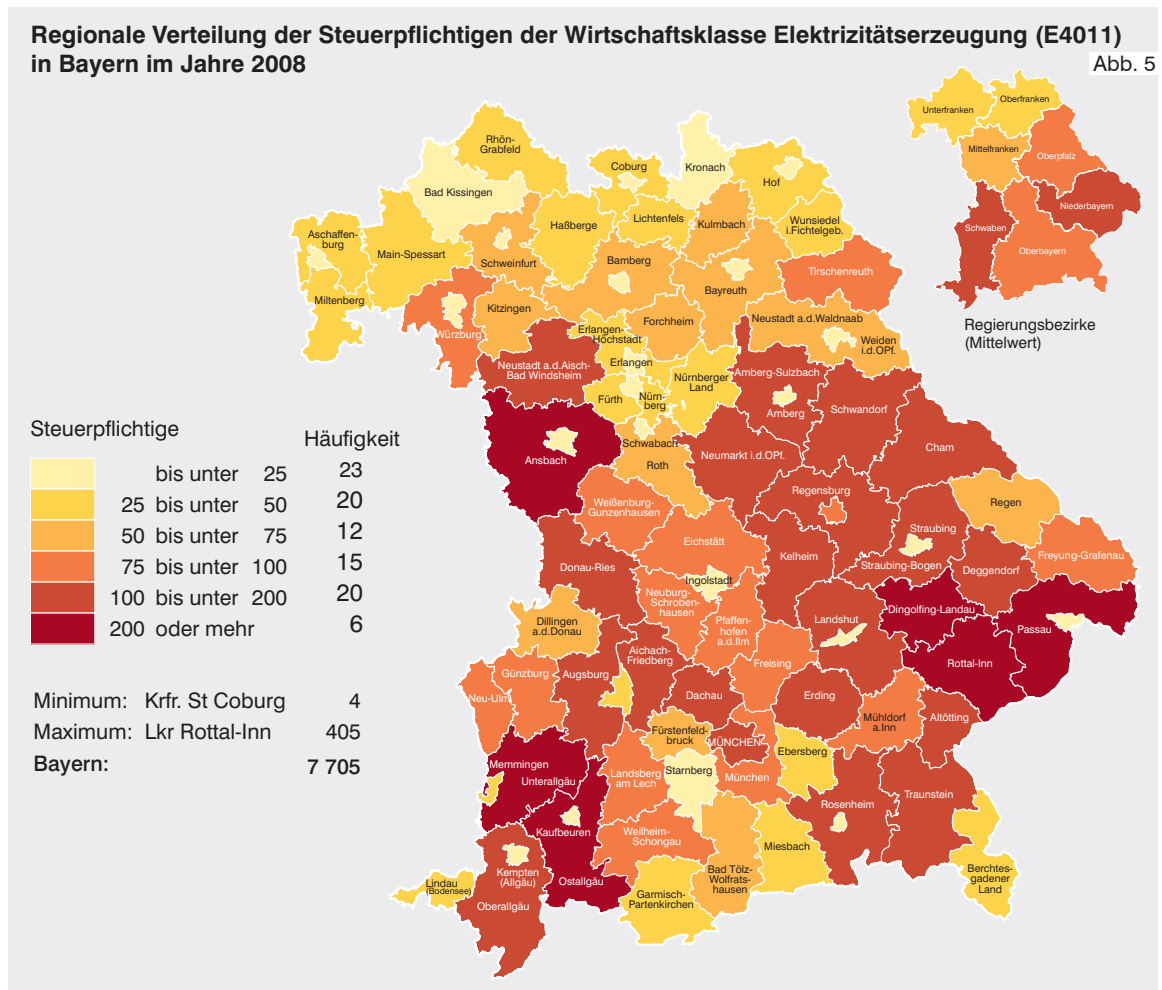 Regionale Verteilung der Steuerpflichtigen der Wirtschaftsklasse Elektrizitätserzeugung (E4011)
in Bayern im Jahre 2008
Abb. 5
Unterfranken
Oberfranken
Mittelfranken
Oberpfalz
Niederbayern
Schwaben
Oberbayern
Regierungsbezirke
(Mittelwert)
Rhön-
Grabfeld
Coburg
Kronach
Hof
Bad Kissingen
Lichtenfels
Kulmbach
Wunsiedel
i.Fichtelgeb.
Haßberge
Aschaffen-
burg
Main-Spessart
Schweinfurt
Bamberg
Bayreuth
Tirschenreuth
Miltenberg
Kitzingen
Würzburg
Forchheim
Neustadt a.d.Waldnaab
Weiden
i.d.OPf.
Erlangen-
Höchstadt
Erlangen
Neustadt a.d.Aisch-
Bad Windsheim
Nürnberger
Land
Amberg-Sulzbach
Amberg
Fürth
Nürn-
berg
Schwandorf
Schwabach
Roth
Ansbach
Neumarkt i.d.OPf.
Cham
Regensburg
Regen
Weißenburg-
Gunzenhausen
Straubing
Eichstätt
Kelheim
Straubing-Bogen
Deggendorf
Freyung-Grafenau
Donau-Ries
Ingolstadt
Neuburg-
Schroben-
hausen
Pfaffen-
hofen
a.d.Ilm
Landshut
Dingolfing-Landau
Passau
Dillingen
a.d.Donau
Aichach-
Friedberg
Freising
Rottal-Inn
Günzburg
Augsburg
Neu-Ulm
Dachau
Erding
Mühldorf
a.Inn
Altötting
Fürstenfeld-
bruck
MÜNCHEN
Ebersberg
Memmingen
Unterallgäu
Landsberg
am Lech
Starnberg
München
Rosenheim
Traunstein
Kaufbeuren
Weilheim-
Schongau
Miesbach
Kempten
(Allgäu)
Ostallgäu
Bad Tölz-
Wolfrats-
hausen
Berchtes-
gadener
Land
Lindau
(Bodensee)
Oberallgäu
Garmisch-
Partenkirchen
Steuerpflichtige Häufigkeit
bis unter 25 23
25 bis unter 50 20
50 bis unter 75 12
75 bis unter 100 15
100 bis unter 200 20
200 oder mehr 6
Minimum: Krfr. St Coburg 4
Maximum: Lkr Rottal-Inn 405
Bayern: 7 705